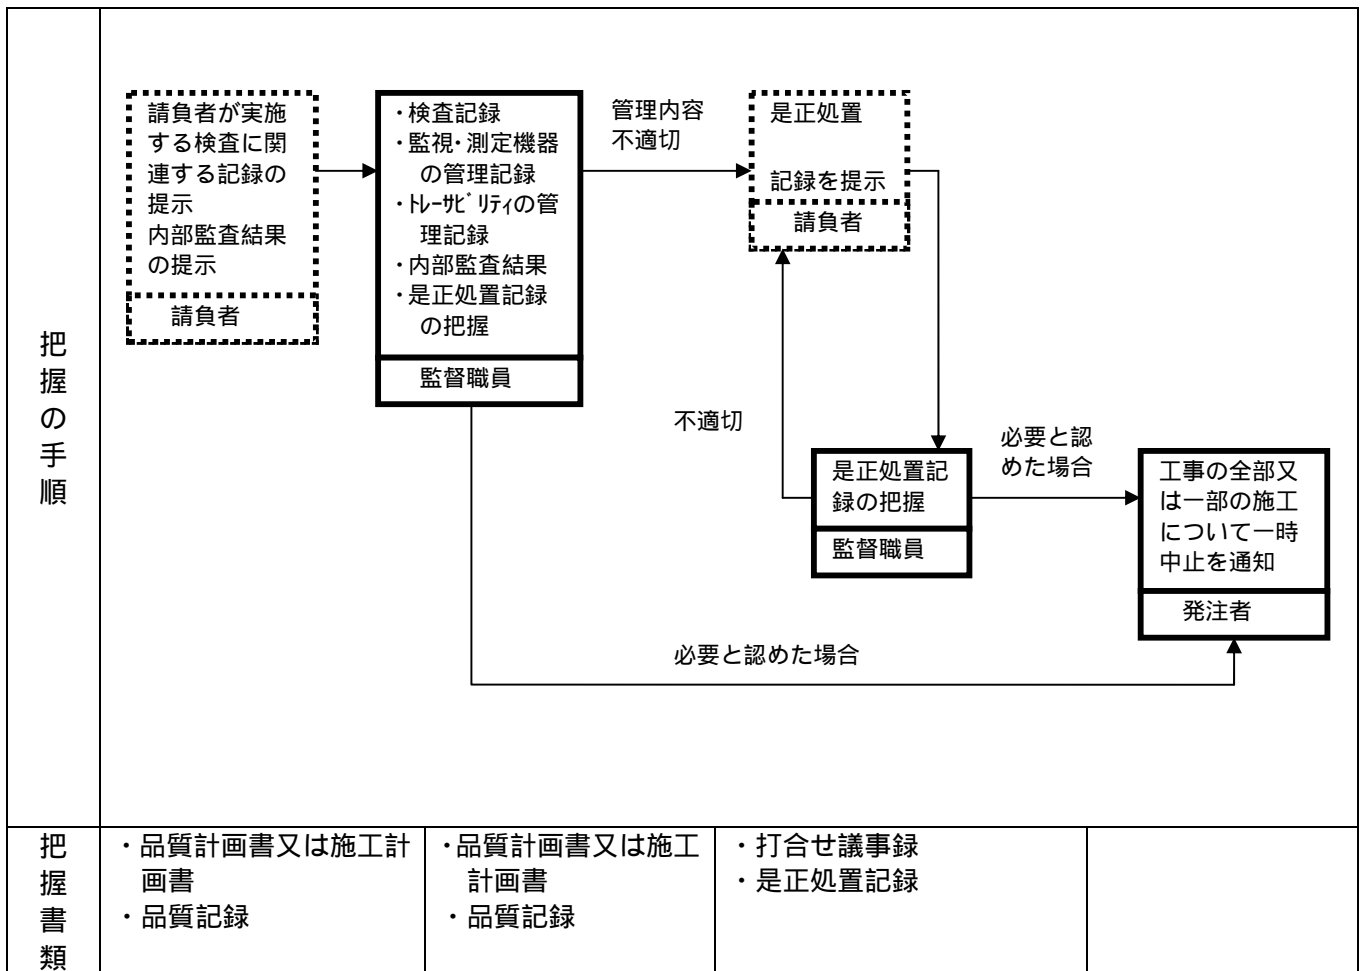 把握の手順
請負者が実施
する検査に関
連する記録の
提示
内部監査結果
の提示
請負者
・検査記録
・監視・測定機器
の管理記録
・ﾄﾚｰｻﾋﾞﾘﾃｨの管
理記録
・内部監査結果
・是正処置記録
の把握
監督職員
管理内容
不適切
是正処置
記録を提示
請負者
不適切
是正処置記
録の把握
監督職員
必要と認
めた場合
工事の全部又
は一部の施工
について一時
中止を通知
発注者
必要と認めた場合
把握書類
・品質計画書又は施工計
画書
・品質記録
・品質計画書又は施工
計画書
・品質記録
・打合せ議事録
・是正処置記録